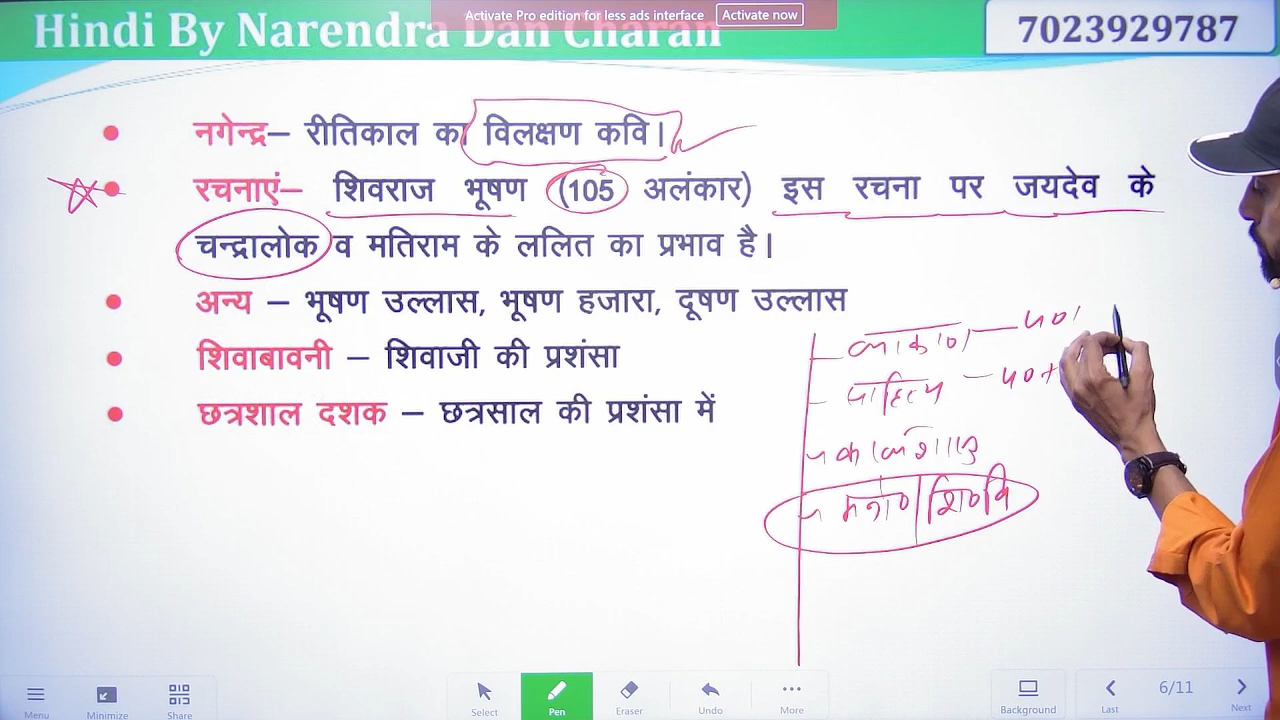 Hindi By Narendra Dan Charan
Activate Pro edition for less ads interface Activate now
7023929787
नगेन्द्र– रीतिकाल का विलक्षण कवि।
रचनाएं– शिवराज भूषण (105 अलंकार) इस रचना पर जयदेव के
चन्द्रालोक व मतिराम के ललित का प्रभाव है।
अन्य – भूषण उल्लास, भूषण हजारा, दूषण उल्लास
शिवाबावनी – शिवाजी की प्रशंसा
छत्रशाल दशक – छत्रसाल की प्रशंसा में
साहित्य
Menu Minimize Share Select Pen Eraser Undo More Background Last 6/11 Next